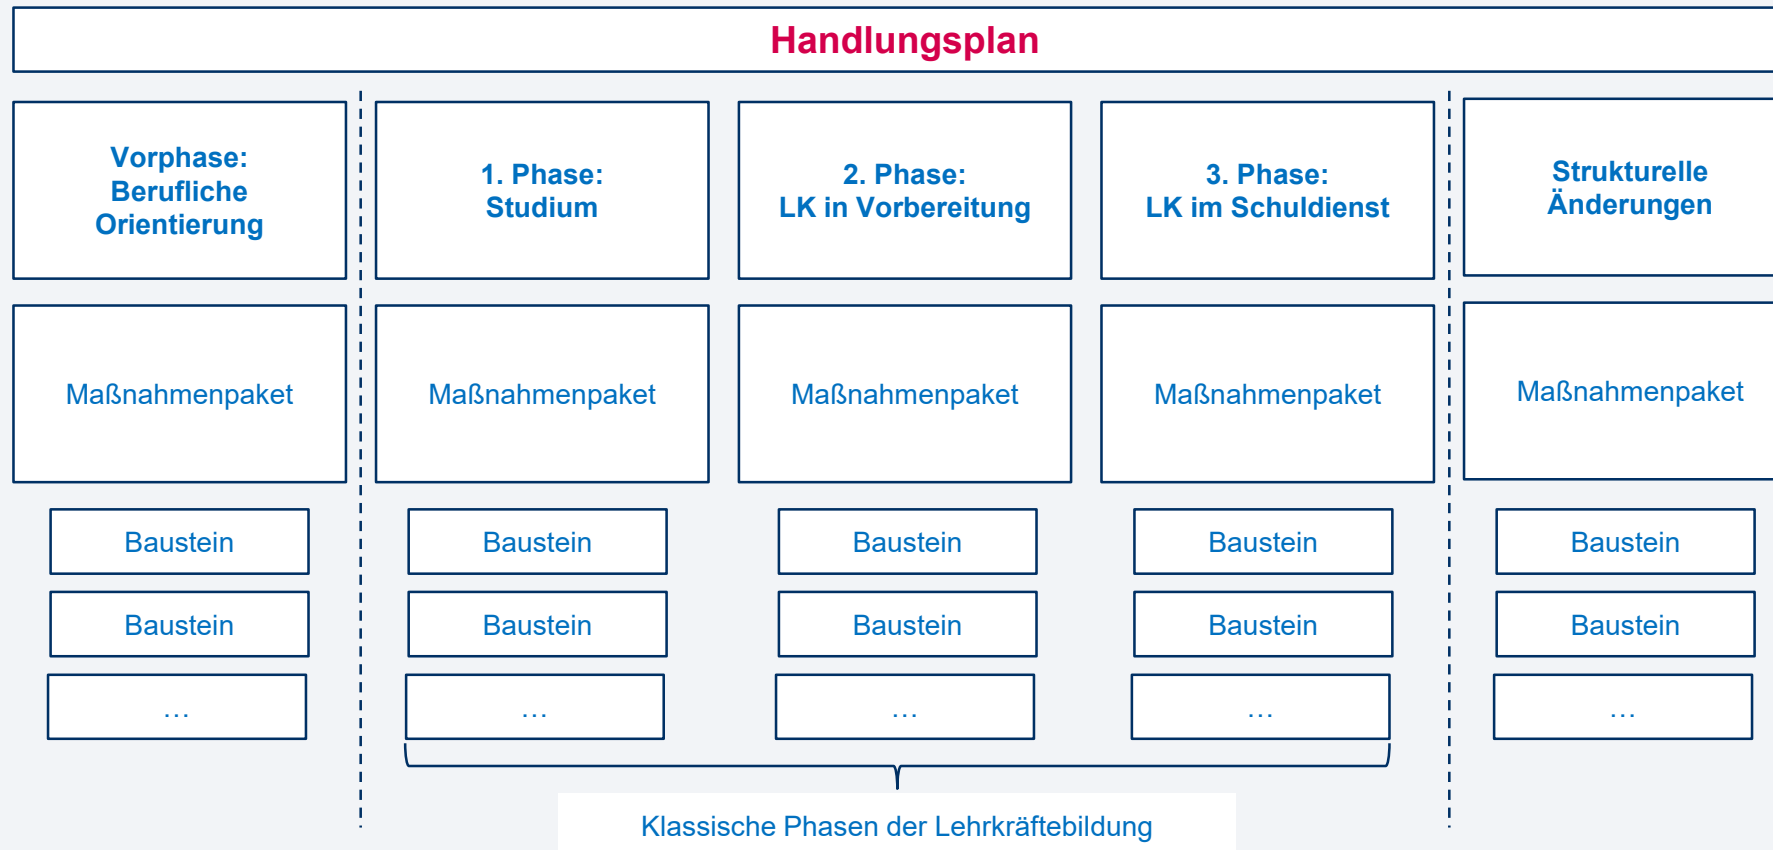 Handlungsplan
Vorphase:
Berufliche
Orientierung
1. Phase:
Studium
2. Phase:
LK in Vorbereitung
3. Phase:
LK im Schuldienst
Strukturelle
Änderungen
Maßnahmenpaket
Maßnahmenpaket
Maßnahmenpaket
Maßnahmenpaket
Maßnahmenpaket
Baustein
Baustein
Baustein
Baustein
Baustein
Baustein
Baustein
Baustein
Baustein
Baustein
…
…
…
…
…
Klassische Phasen der Lehrkräftebildung